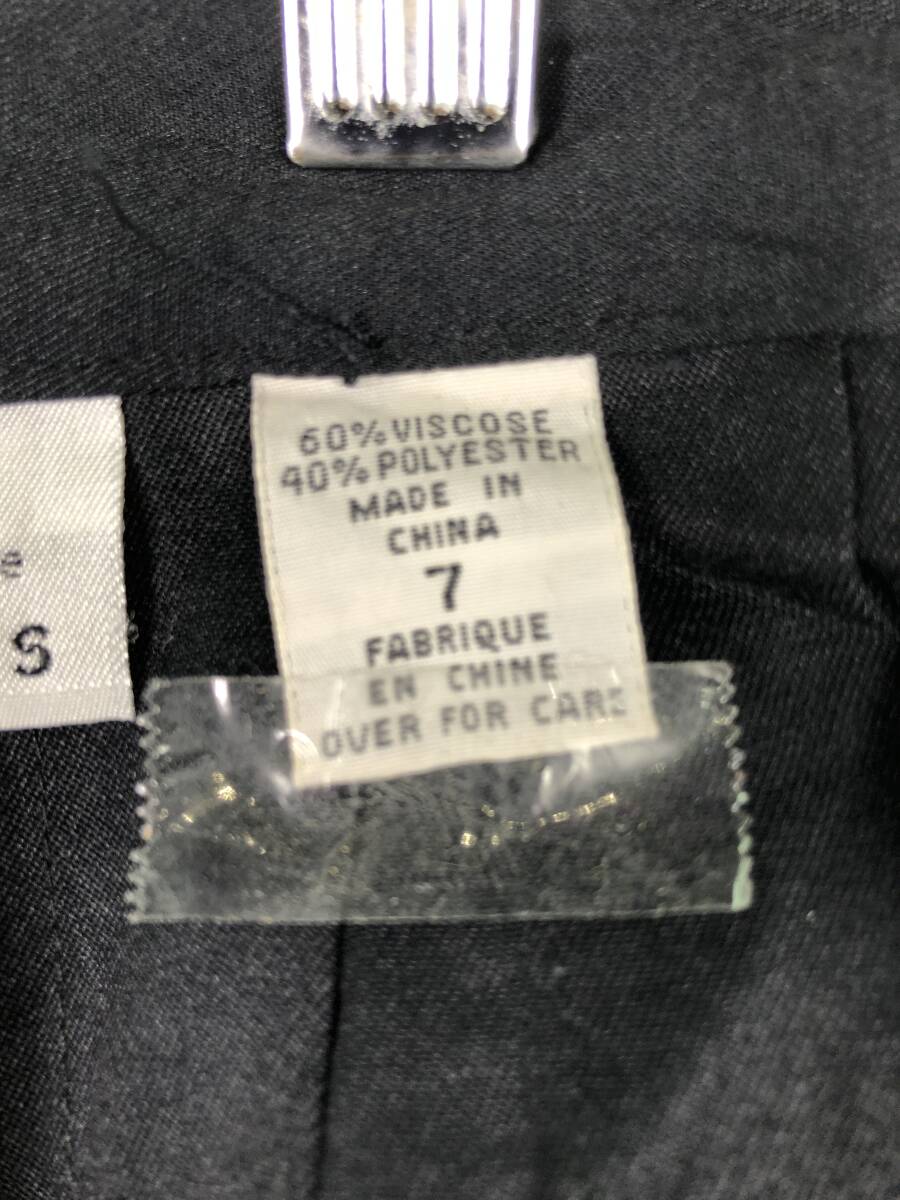 60% VISCOSE
40% POLYESTER
MADE IN
CHINA
7
FABRIQUE
EN CHINE
OVER FOR CARE
S